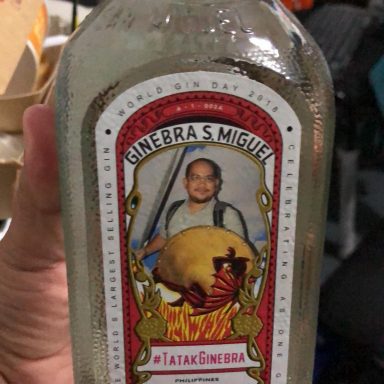 WORLD'S LARGEST SELLING GIN • WORLD GIN DAY 2018 • CELEBRATING AS ONE
GINEBRA S. MIGUEL
#TATAKGINEBRA
PHILIPPINES